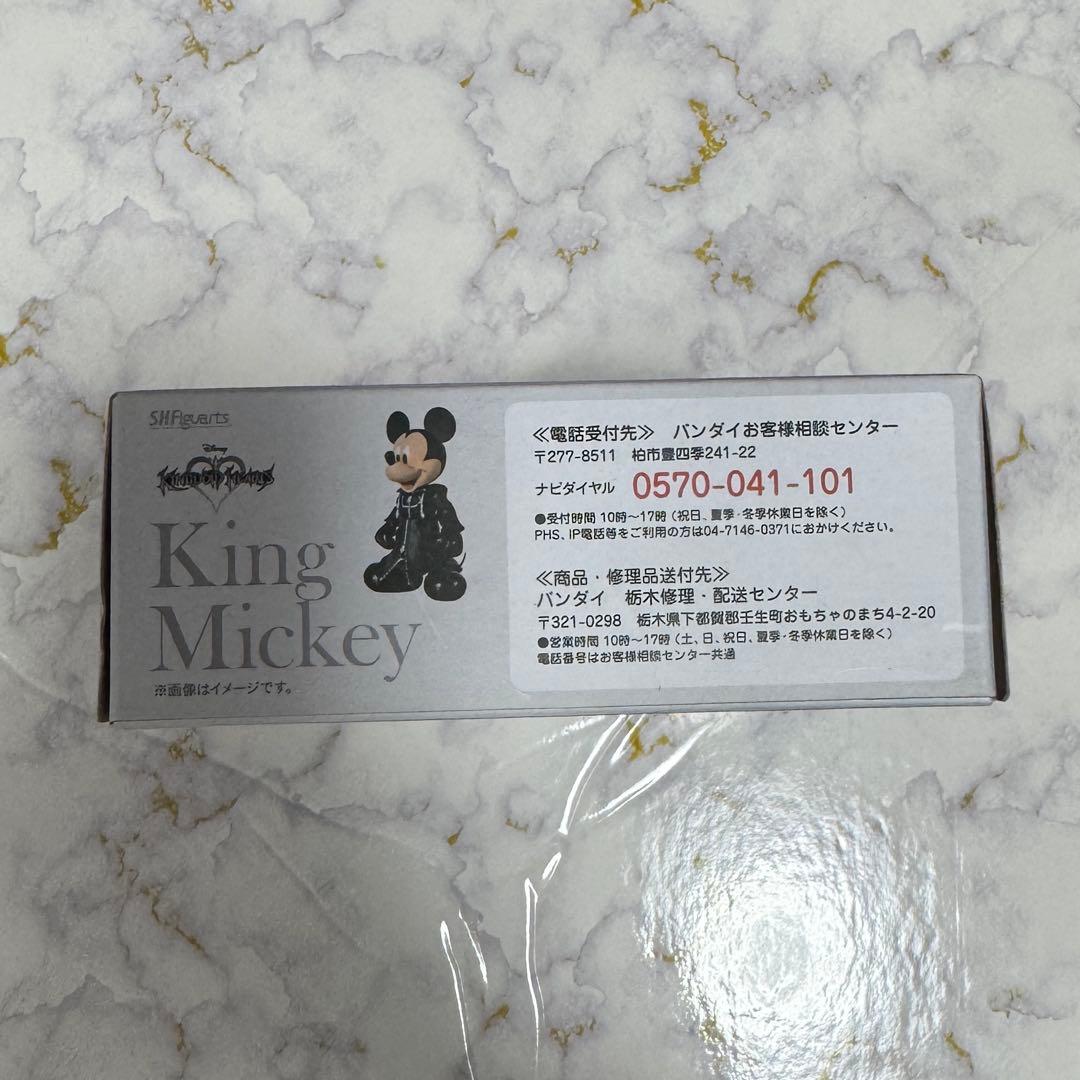 S.H.Figuarts
Disney
KINGDOM HEARTS
King
Mickey
※画像はイメージです。
≪電話受付先≫ バンダイお客様相談センター
〒277-8511 柏市豊四季241-22
ナビダイヤル 0570-041-101
●受付時間 10時～17時 (祝日、夏季・冬季休業日を除く)
PHS、IP電話等をご利用の方は04-7146-0371におかけください。
≪商品・修理品送付先≫
バンダイ 栃木修理・配送センター
〒321-0298 栃木県下都賀郡壬生町おもちゃのまち4-2-20
●営業時間 10時～17時 (土、日、祝日、夏季・冬季休業日を除く)
電話番号はお客様相談センター共通